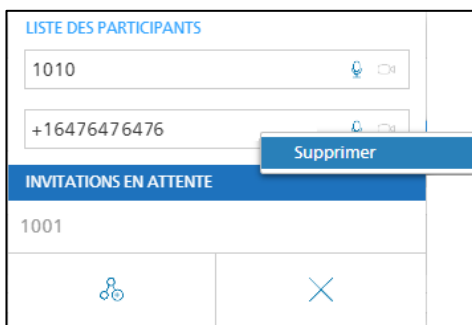 LISTE DES PARTICIPANTS
1010
+16476476476
Supprimer
INVITATIONS EN ATTENTE
1001